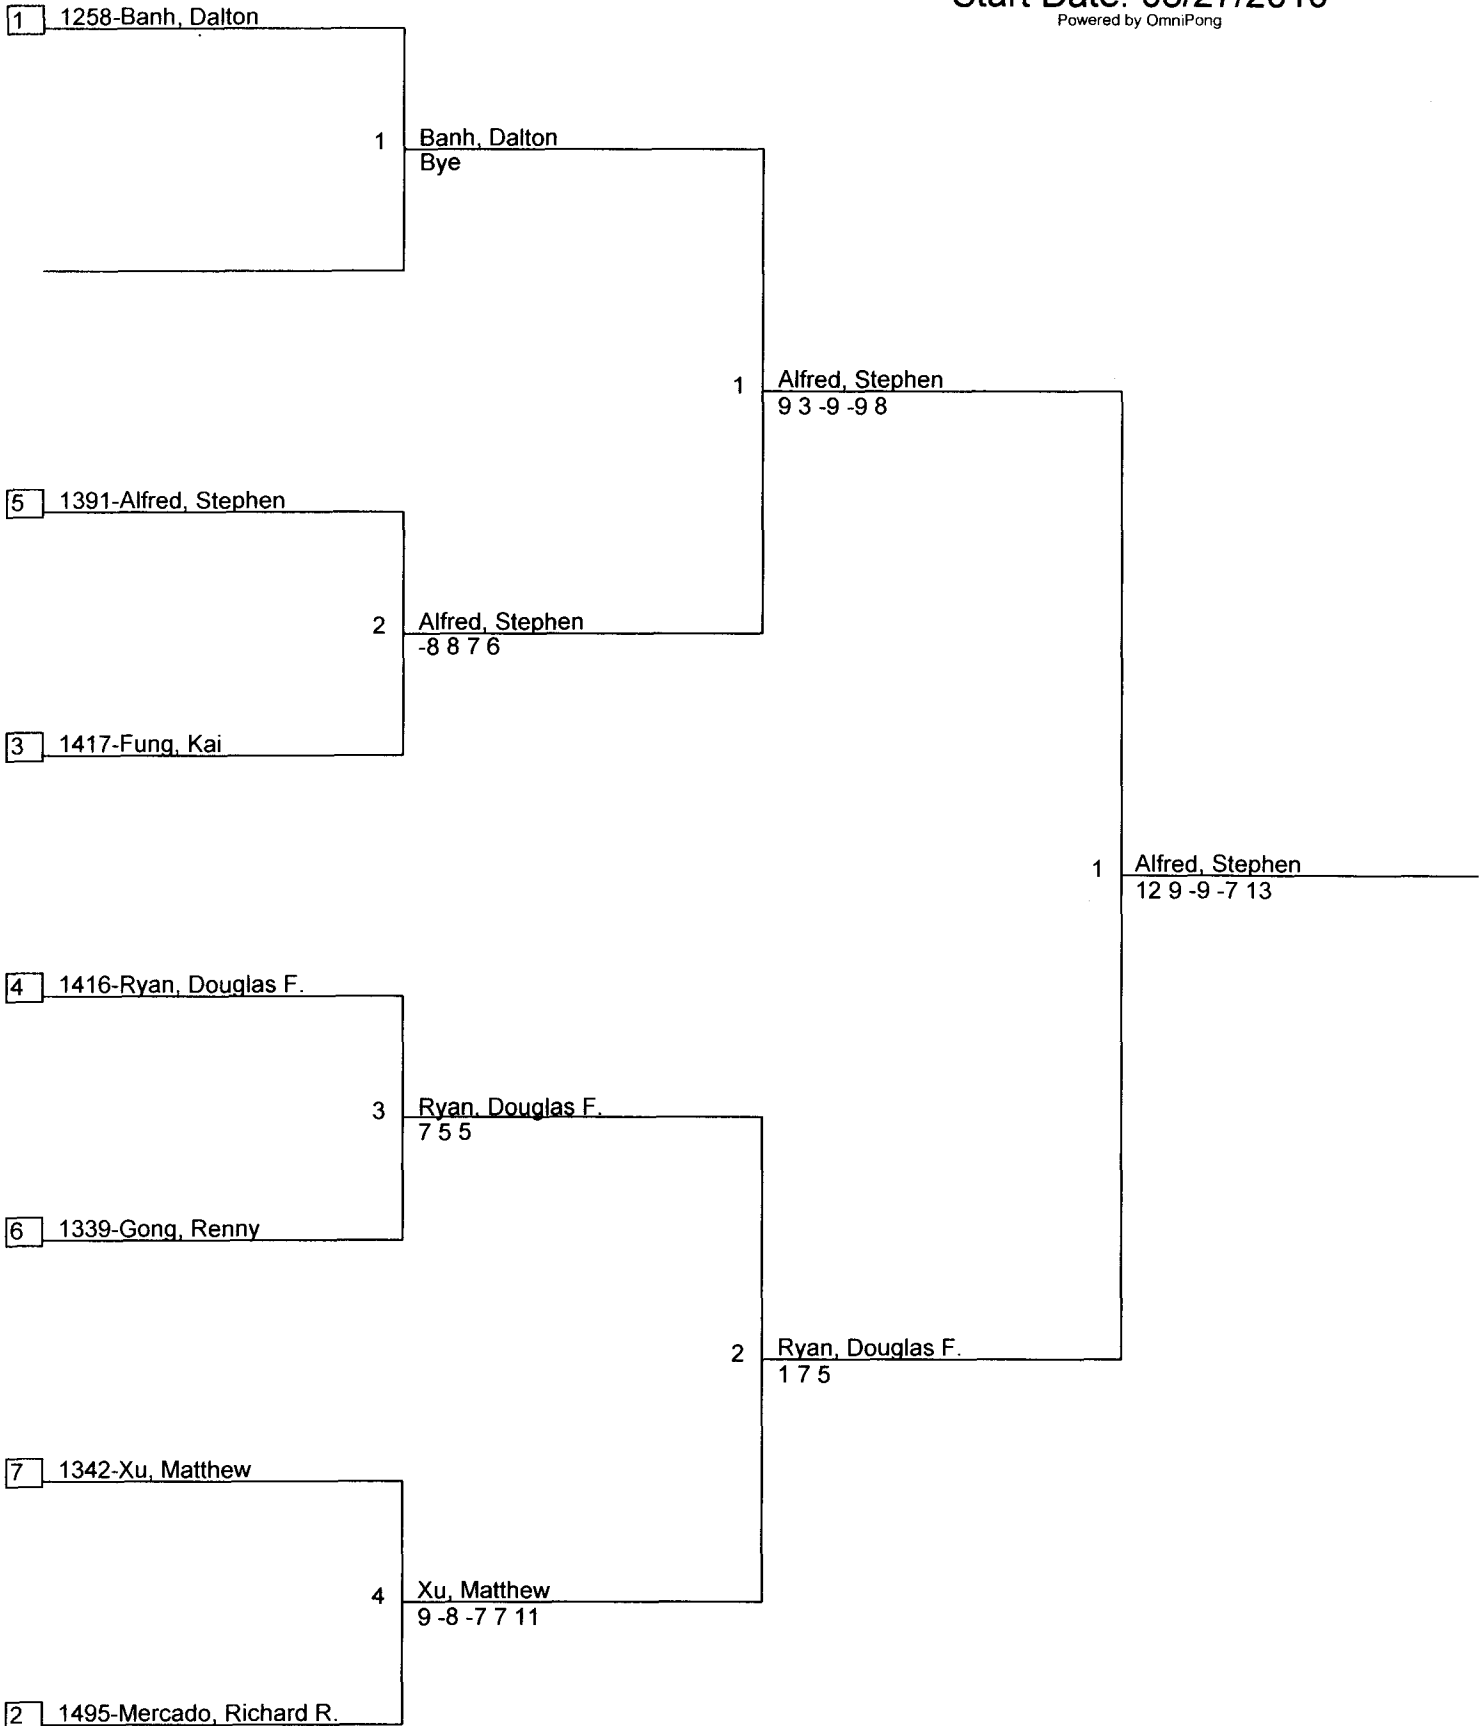 1 1258-Banh, Dalton
Powered by OmniPong
1 Banh, Dalton
Bye
1 Alfred, Stephen
9 3 -9 -9 8
5 1391-Alfred, Stephen
2 Alfred, Stephen
-8 8 7 6
3 1417-Fung, Kai
1 Alfred, Stephen
12 9 -9 -7 13
4 1416-Ryan, Douglas F.
3 Ryan, Douglas F.
7 5 5
6 1339-Gong, Renny
2 Ryan, Douglas F.
1 7 5
7 1342-Xu, Matthew
4 Xu, Matthew
9 -8 -7 7 11
2 1495-Mercado, Richard R.